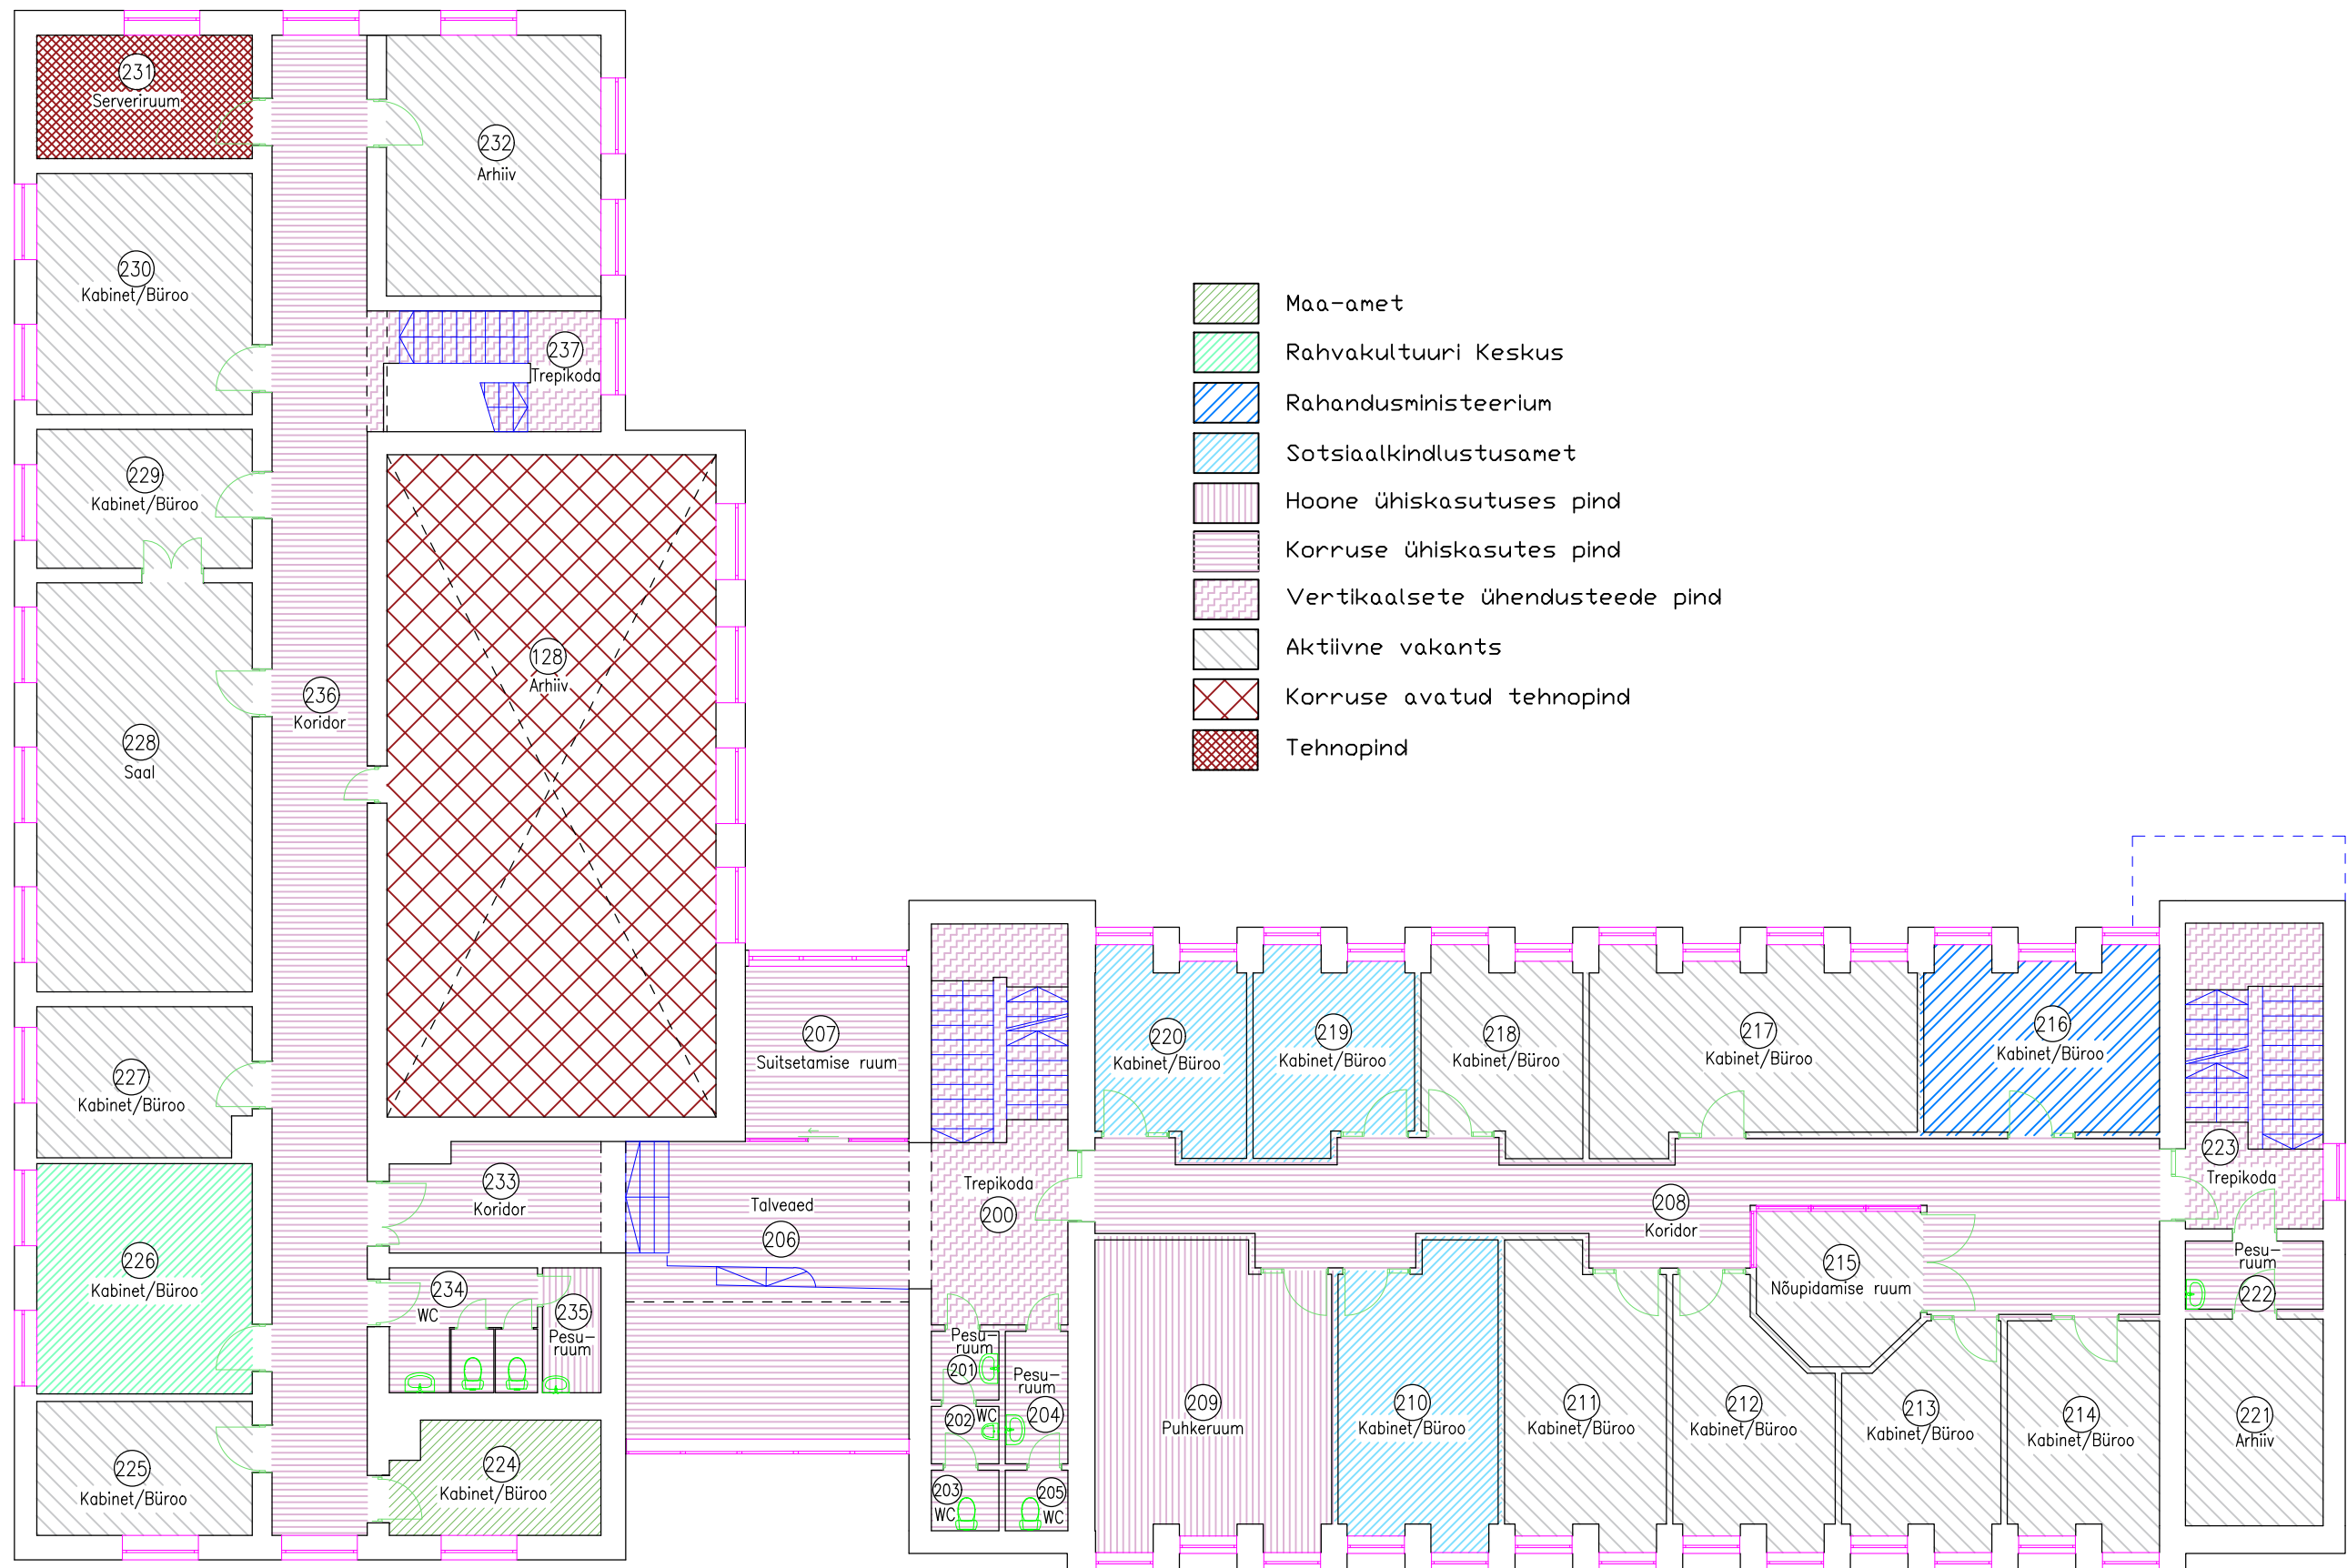 231
Serveriruum
232
Arhiiv
230
Kabinet/Büroo
237
Trepikoda
229
Kabinet/Büroo
128
Arhiiv
236
Koridor
228
Saal
227
Kabinet/Büroo
233
Koridor
226
Kabinet/Büroo
234
WC
235
Pesu-
ruum
225
Kabinet/Büroo
224
Kabinet/Büroo
Maa-amet
Rahvakultuuri Keskus
Rahandusministeerium
Sotsiaalkindlustusamet
Hoone ühiskasutuses pind
Korruse ühiskasutes pind
Vertikaalsete ühendusteede pind
Aktiivne vakants
Korruse avatud tehnopind
Tehnopind
207
Suitsetamise ruum
Talveaed
206
Trepikoda
200
Pesu-
ruum
201
202
WC
203
WC
Pesu-
ruum
204
205
WC
220
Kabinet/Büroo
219
Kabinet/Büroo
218
Kabinet/Büroo
217
Kabinet/Büroo
216
Kabinet/Büroo
223
Trepikoda
208
Koridor
215
Nõupidamise ruum
Pesu-
ruum
222
209
Puhkeruum
210
Kabinet/Büroo
211
Kabinet/Büroo
212
Kabinet/Büroo
213
Kabinet/Büroo
214
Kabinet/Büroo
221
Arhiiv